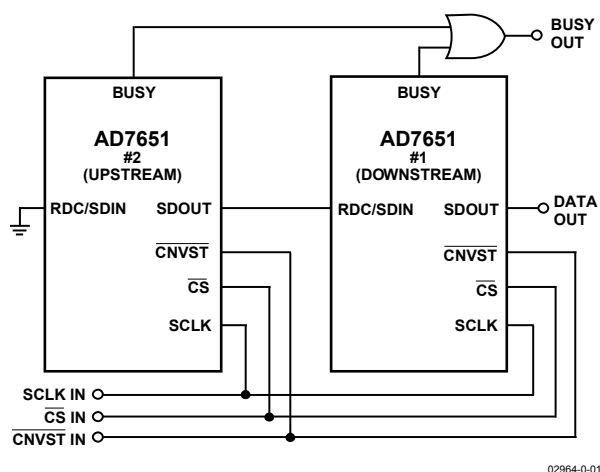 BUSY
OUT
BUSY
BUSY
AD7651
#2
(UPSTREAM)
AD7651
#1
(DOWNSTREAM)
RDC/SDIN SDOUT
RDC/SDIN SDOUT
DATA
OUT
CNVST
CNVST
CS
CS
SCLK
SCLK
SCLK IN
CS IN
CNVST IN
02964-0-01